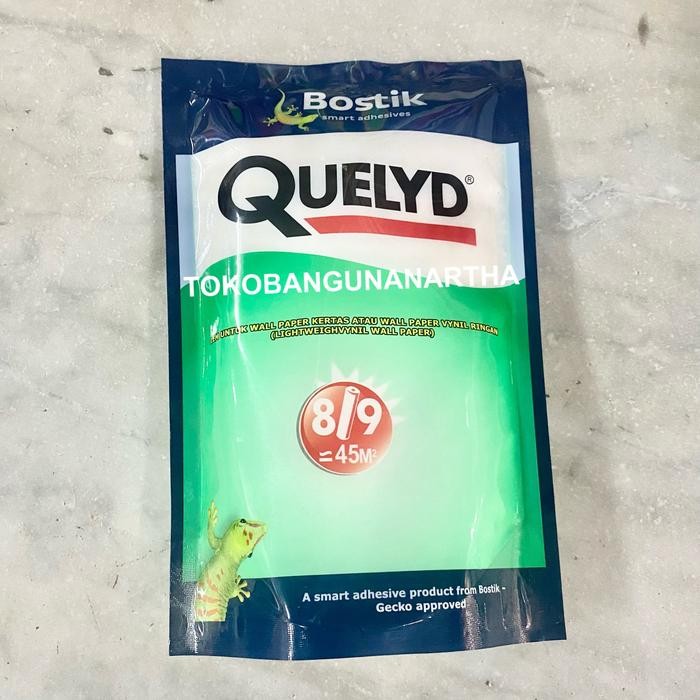 Bostik
smart adhesives
QUELYD®
TOKOBANGUNANARTHA
UNTUK WALL PAPER KERTAS ATAU WALL PAPER VYNIL RINGAN
(LIGHTWEIGHVYNIL WALL PAPER)
8/9
≈45M²
A smart adhesive product from Bostik -
Gecko approved